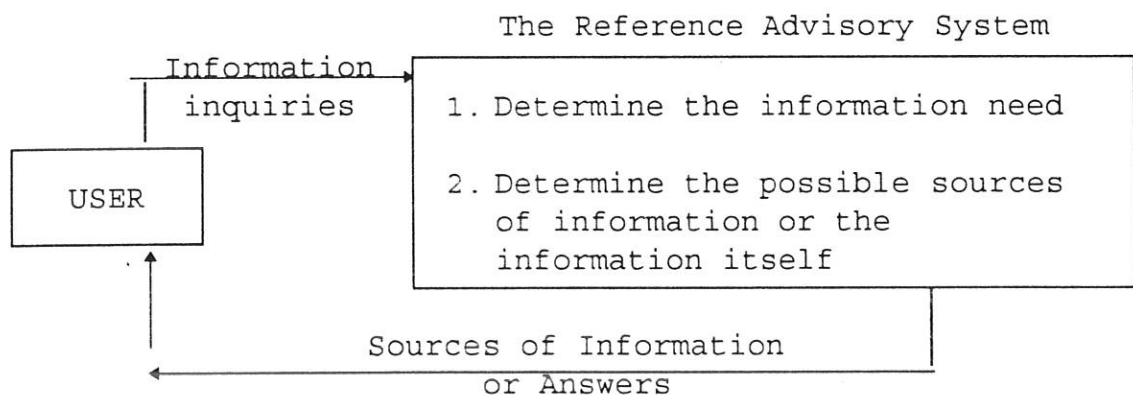 The Reference Advisory System
Information
inquiries
1. Determine the information need
USER
2. Determine the possible sources
of information or the
information itself
Sources of Information
or Answers